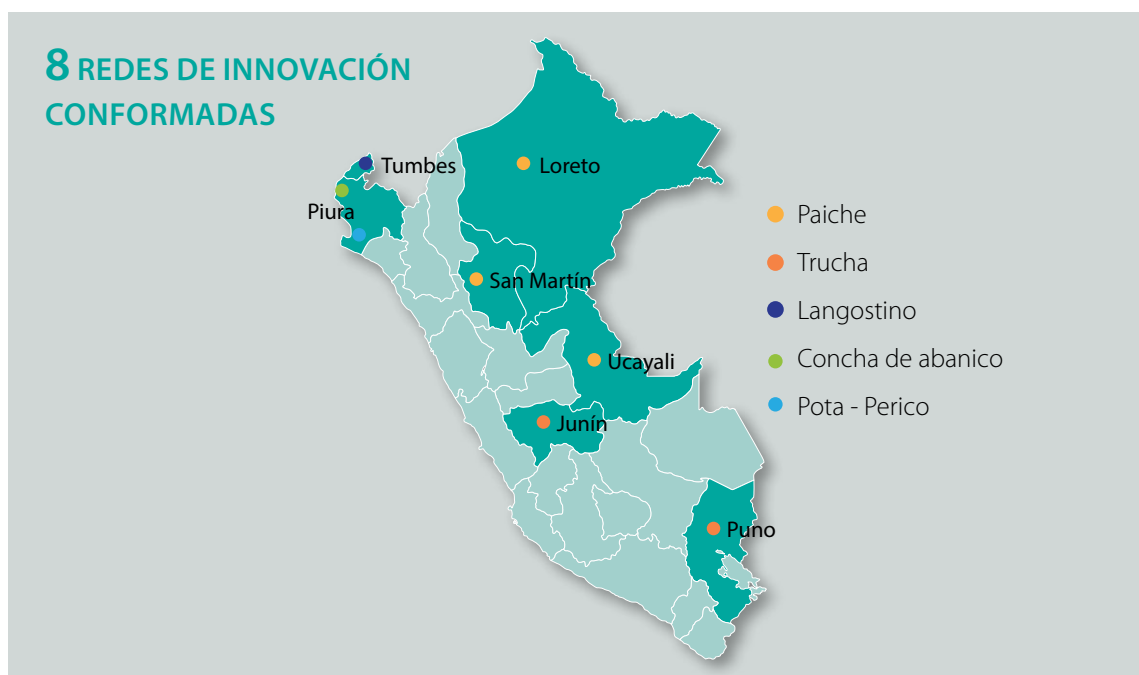 8 REDES DE INNOVACIÓN
CONFORMADAS
Tumbes
Loreto
Piura
San Martín
Ucayali
Junín
Puno
Paiche
Trucha
Langostino
Concha de abanico
Pota - Perico